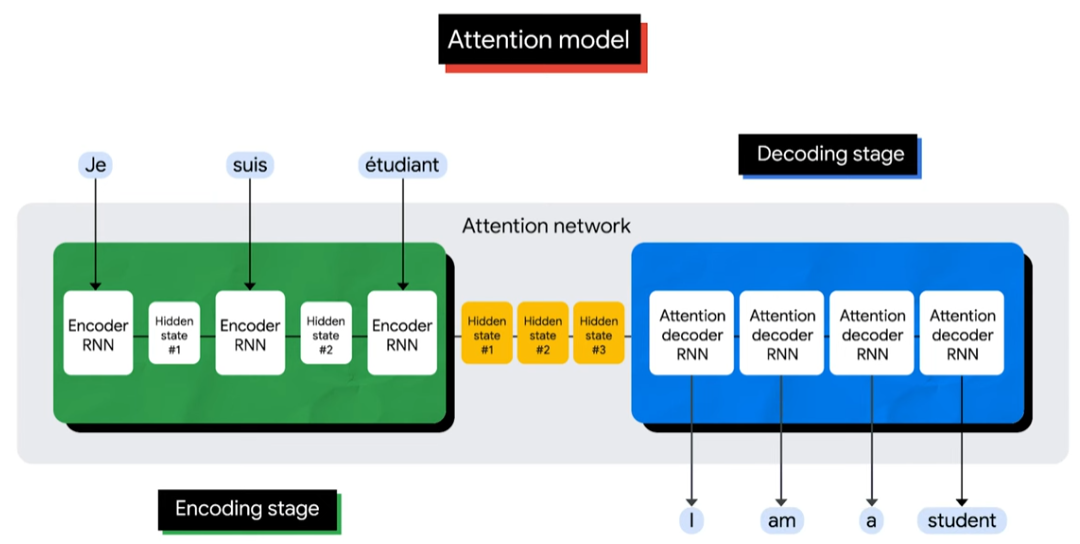 Attention model
Je
suis
étudiant
Decoding stage
Attention network
Encoder
RNN
Hidden
state
#1
Encoder
RNN
Hidden
state
#2
Encoder
RNN
Hidden
state
#1
Hidden
state
#2
Hidden
state
#3
Attention
decoder
RNN
Attention
decoder
RNN
Attention
decoder
RNN
Attention
decoder
RNN
Encoding stage
I
am
a
student